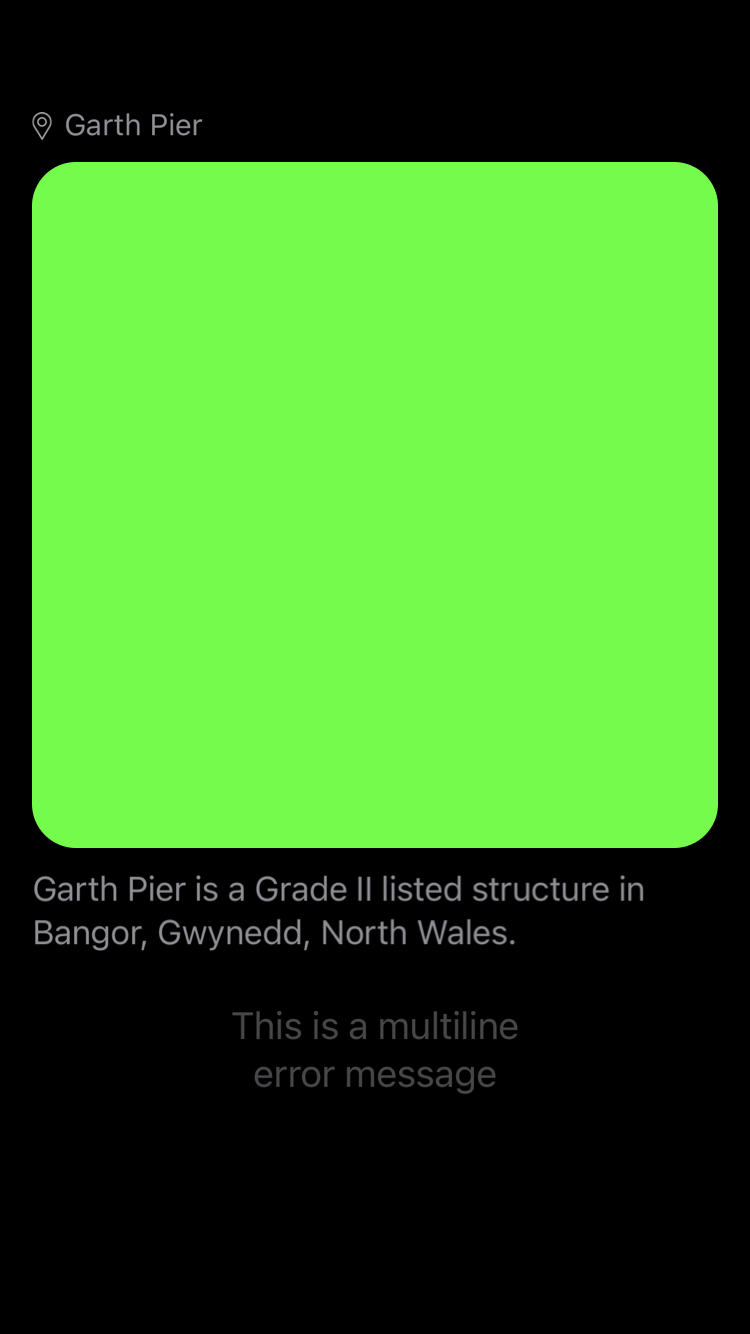 Garth Pier
Garth Pier is a Grade II listed structure in
Bangor, Gwynedd, North Wales.
This is a multiline
error message